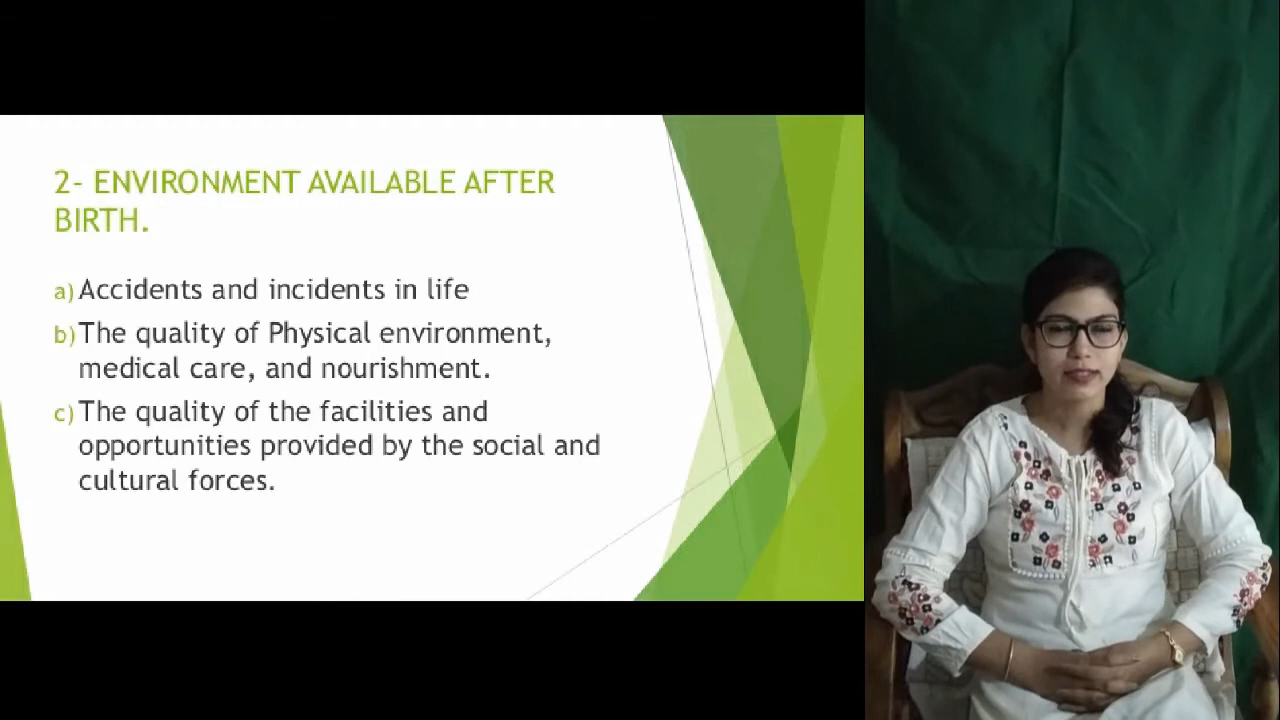 2- ENVIRONMENT AVAILABLE AFTER
BIRTH.
a) Accidents and incidents in life
b) The quality of Physical environment,
medical care, and nourishment.
c) The quality of the facilities and
opportunities provided by the social and
cultural forces.